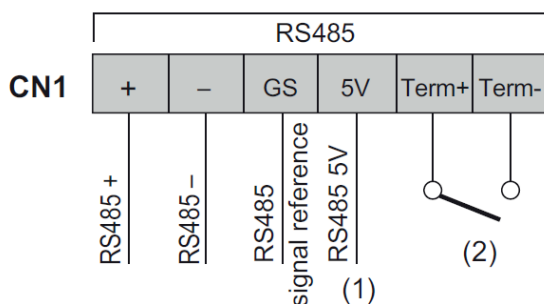 RS485
CN1
+ – GS 5V Term+ Term-
RS485 +
RS485 –
RS485
signal reference
RS485 5V
(1)
(2)